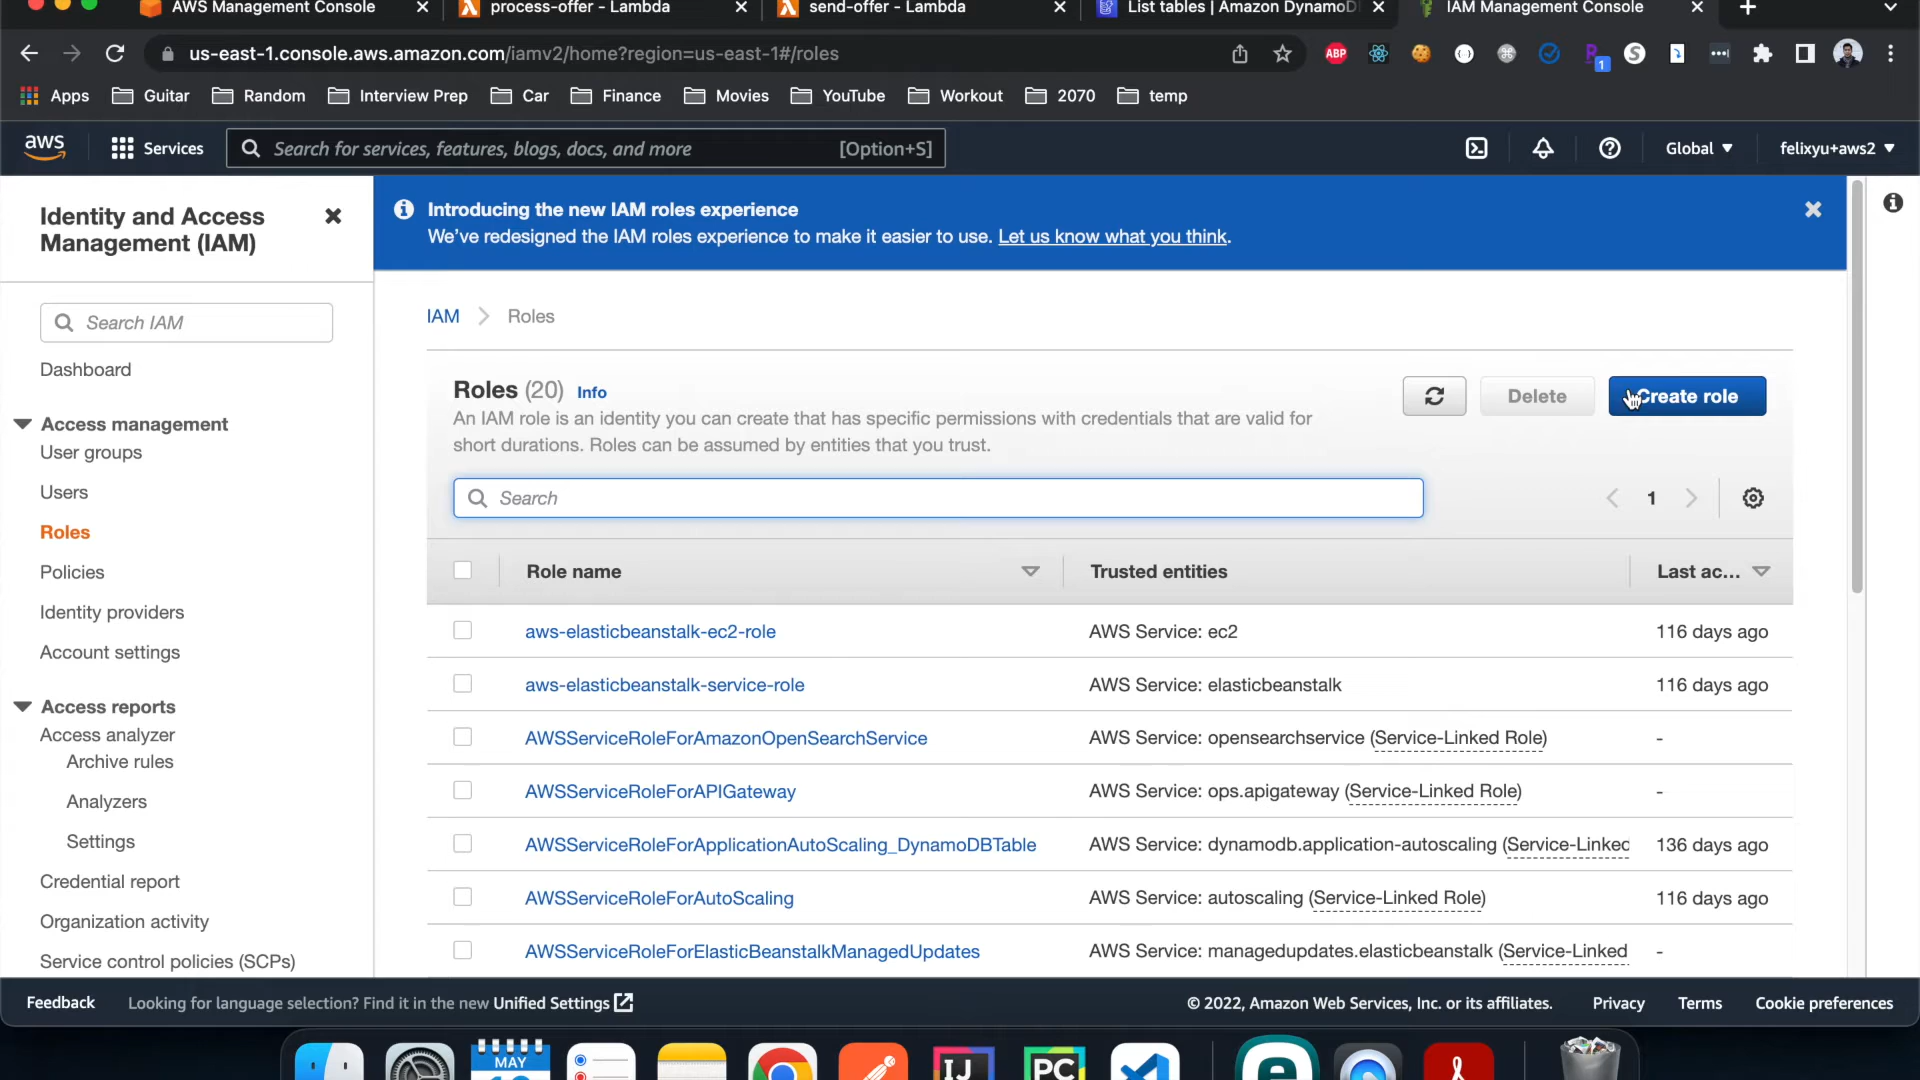 AWS Management Console
process-offer - Lambda
send-offer - Lambda
List tables | Amazon DynamoD
IAM Management Console
us-east-1.console.aws.amazon.com/iamv2/home?region=us-east-1#/roles
ABP
1
Apps
Guitar
Random
Interview Prep
Car
Finance
Movies
YouTube
Workout
2070
temp
aws
Services
Search for services, features, blogs, docs, and more
[Option+S]
Global
felixyu+aws2
Identity and Access
Management (IAM)
Search IAM
Dashboard
Access management
User groups
Users
Roles
Policies
Identity providers
Account settings
Access reports
Access analyzer
Archive rules
Analyzers
Settings
Credential report
Organization activity
Service control policies (SCPs)
Introducing the new IAM roles experience
We've redesigned the IAM roles experience to make it easier to use. Let us know what you think.
IAM
Roles
Roles (20) Info
An IAM role is an identity you can create that has specific permissions with credentials that are valid for
short durations. Roles can be assumed by entities that you trust.
Delete
Create role
Search
1
Role name
Trusted entities
Last ac...
aws-elasticbeanstalk-ec2-role
AWS Service: ec2
116 days ago
aws-elasticbeanstalk-service-role
AWS Service: elasticbeanstalk
116 days ago
AWSServiceRoleForAmazonOpenSearchService
AWS Service: opensearchservice (Service-Linked Role)
-
AWSServiceRoleForAPIGateway
AWS Service: ops.apigateway (Service-Linked Role)
-
AWSServiceRoleForApplicationAutoScaling_DynamoDBTable
AWS Service: dynamodb.application-autoscaling (Service-Linked
136 days ago
AWSServiceRoleForAutoScaling
AWS Service: autoscaling (Service-Linked Role)
116 days ago
AWSServiceRoleForElasticBeanstalkManagedUpdates
AWS Service: managedupdates.elasticbeanstalk (Service-Linked
-
Feedback
Looking for language selection? Find it in the new Unified Settings
© 2022, Amazon Web Services, Inc. or its affiliates.
Privacy
Terms
Cookie preferences
MAY
IJ
PC